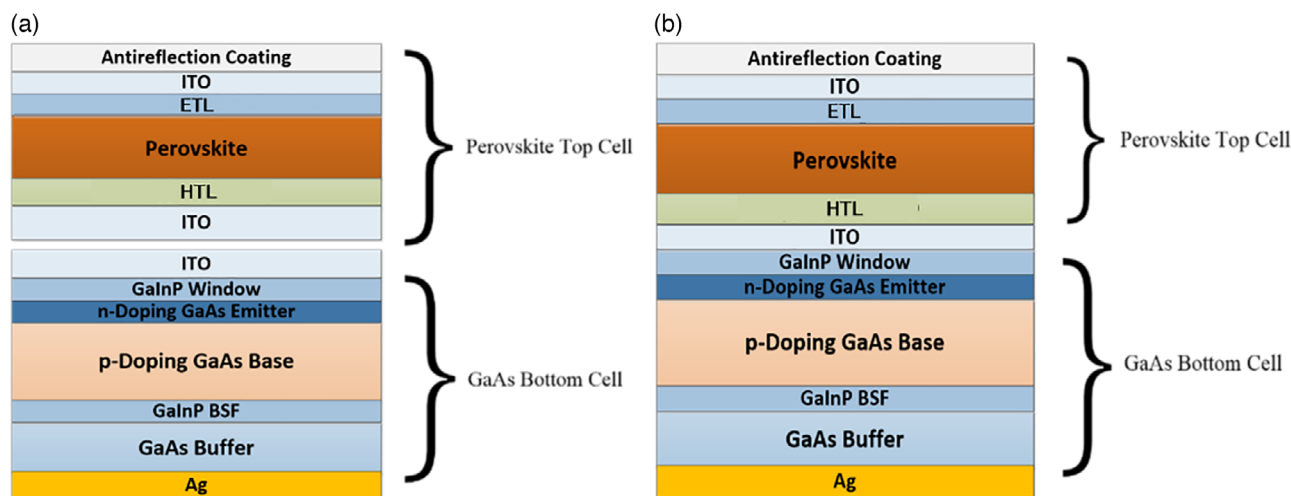 (a)
Antireflection Coating
ITO
ETL
Perovskite
HTL
ITO
Perovskite Top Cell
ITO
GaInP Window
n-Doping GaAs Emitter
p-Doping GaAs Base
GaInP BSF
GaAs Buffer
Ag
GaAs Bottom Cell
(b)
Antireflection Coating
ITO
ETL
Perovskite
HTL
Perovskite Top Cell
ITO
GaInP Window
n-Doping GaAs Emitter
p-Doping GaAs Base
GaInP BSF
GaAs Buffer
Ag
GaAs Bottom Cell